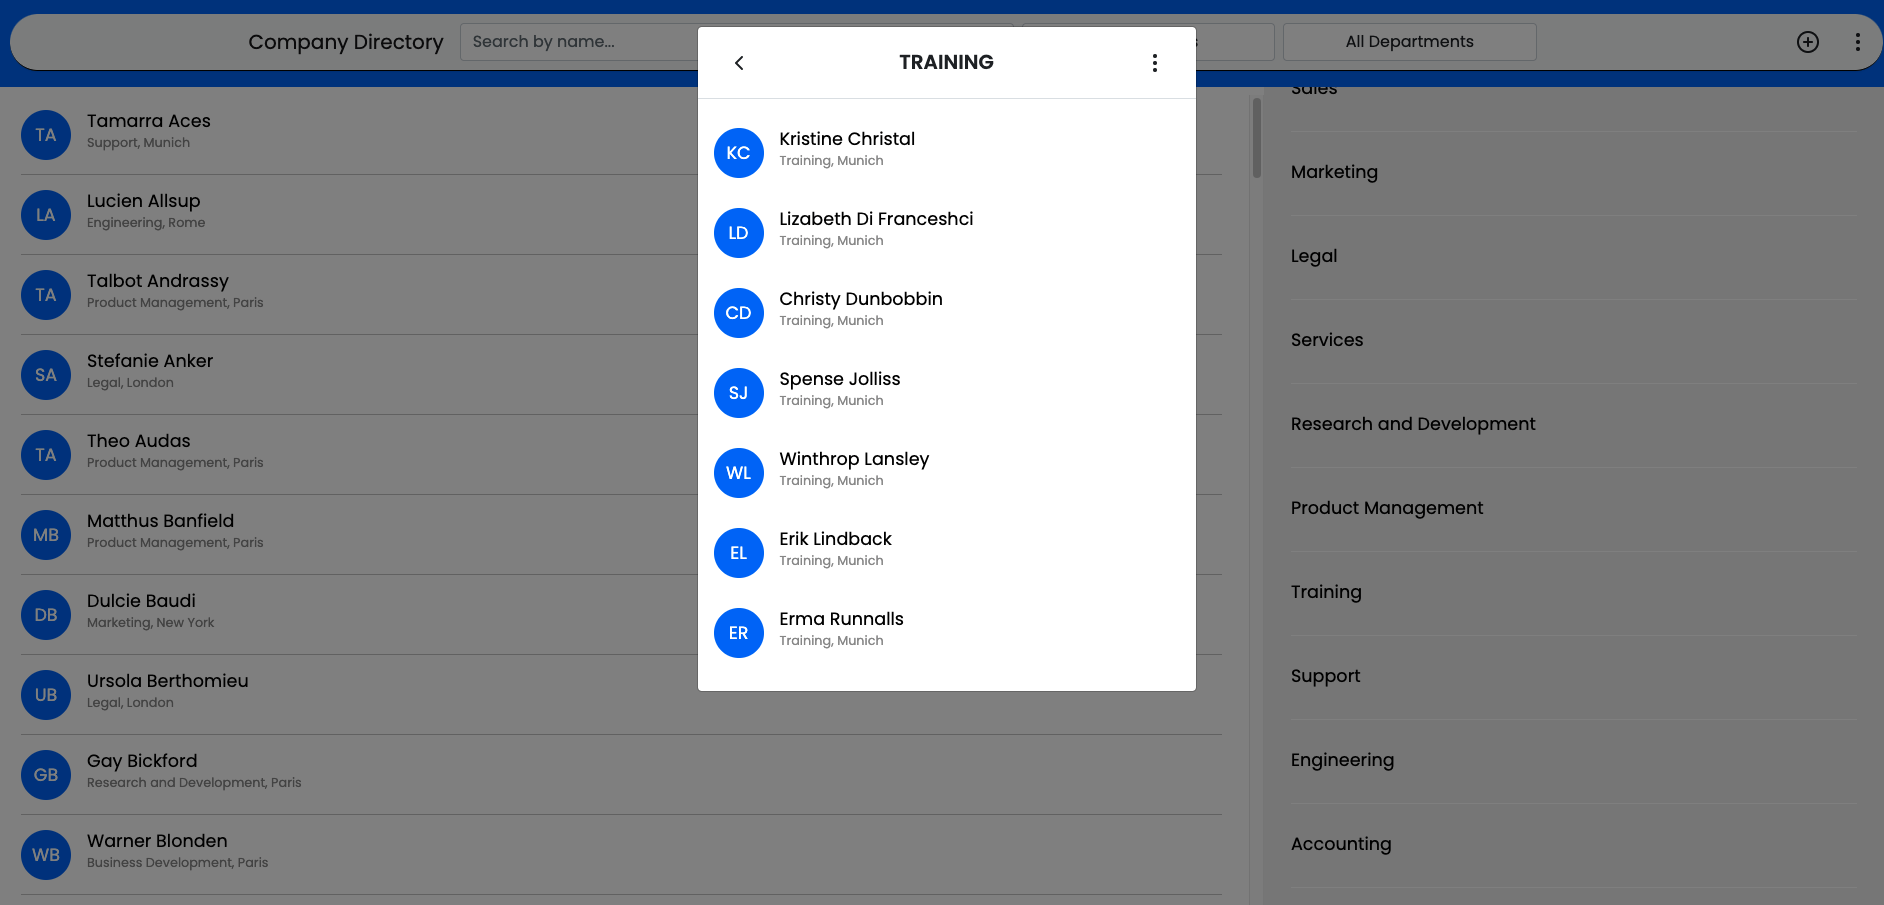 Company Directory
Search by name...
All Departments
TA
Tamarra Aces
Support, Munich
LA
Lucien Allsup
Engineering, Rome
TA
Talbot Andrassy
Product Management, Paris
SA
Stefanie Anker
Legal, London
TA
Theo Audas
Product Management, Paris
MB
Matthus Banfield
Product Management, Paris
DB
Dulcie Baudi
Marketing, New York
UB
Ursola Berthomieu
Legal, London
GB
Gay Bickford
Research and Development, Paris
WB
Warner Blonden
Business Development, Paris
TRAINING
KC
Kristine Christal
Training, Munich
LD
Lizabeth Di Franceshci
Training, Munich
CD
Christy Dunbobbin
Training, Munich
SJ
Spense Jolliss
Training, Munich
WL
Winthrop Lansley
Training, Munich
EL
Erik Lindback
Training, Munich
ER
Erma Runnalls
Training, Munich
Sales
Marketing
Legal
Services
Research and Development
Product Management
Training
Support
Engineering
Accounting